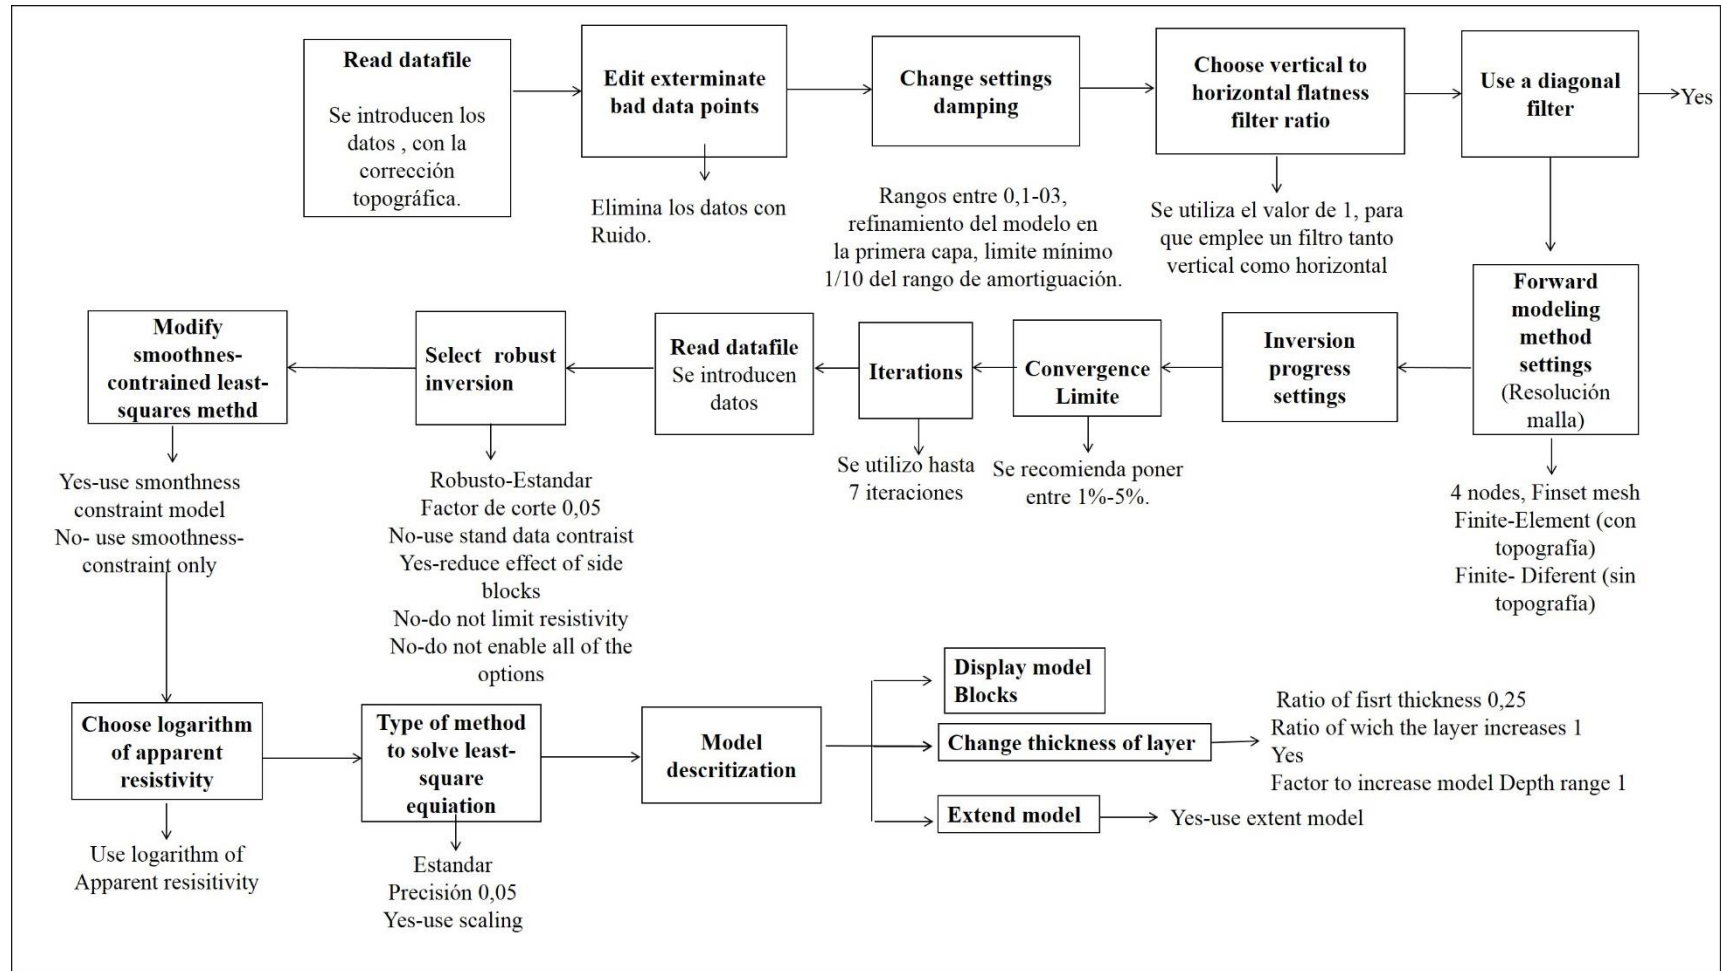 Read datafile
Se introducen los
datos , con la
corrección
topográfica.
Edit exterminate
bad data points
Elimina los datos con
Ruido.
Change settings
damping
Rangos entre 0,1-03,
refinamiento del modelo en
la primera capa, limite mínimo
1/10 del rango de amortiguación.
Choose vertical to
horizontal flatness
filter ratio
Se utiliza el valor de 1, para
que emplee un filtro tanto
vertical como horizontal
Use a diagonal
filter
Yes
Forward
modeling
method
settings
(Resolución
malla)
4 nodes, Finset mesh
Finite-Element (con
topografía)
Finite- Diferent (sin
topografía)
Inversion
progress
settings
Convergence
Limite
Se recomienda poner
entre 1%-5%.
Iterations
Se utilizo hasta
7 iteraciones
Read datafile
Se introducen
datos
Select robust
inversion
Robusto-Estandar
Factor de corte 0,05
No-use stand data contraist
Yes-reduce effect of side
blocks
No-do not limit resistivity
No-do not enable all of the
options
Modify
smoothnes-
contrained least-
squares methd
Yes-use smonthness
constraint model
No- use smoothness-
constraint only
Choose logarithm
of apparent
resistivity
Use logarithm of
Apparent resisitivity
Type of method
to solve least-
square
equiation
Estandar
Precisión 0,05
Yes-use scaling
Model
descritization
Display model
Blocks
Change thickness of layer
Ratio of fisrt thickness 0,25
Ratio of wich the layer increases 1
Yes
Factor to increase model Depth range 1
Extend model
Yes-use extent model